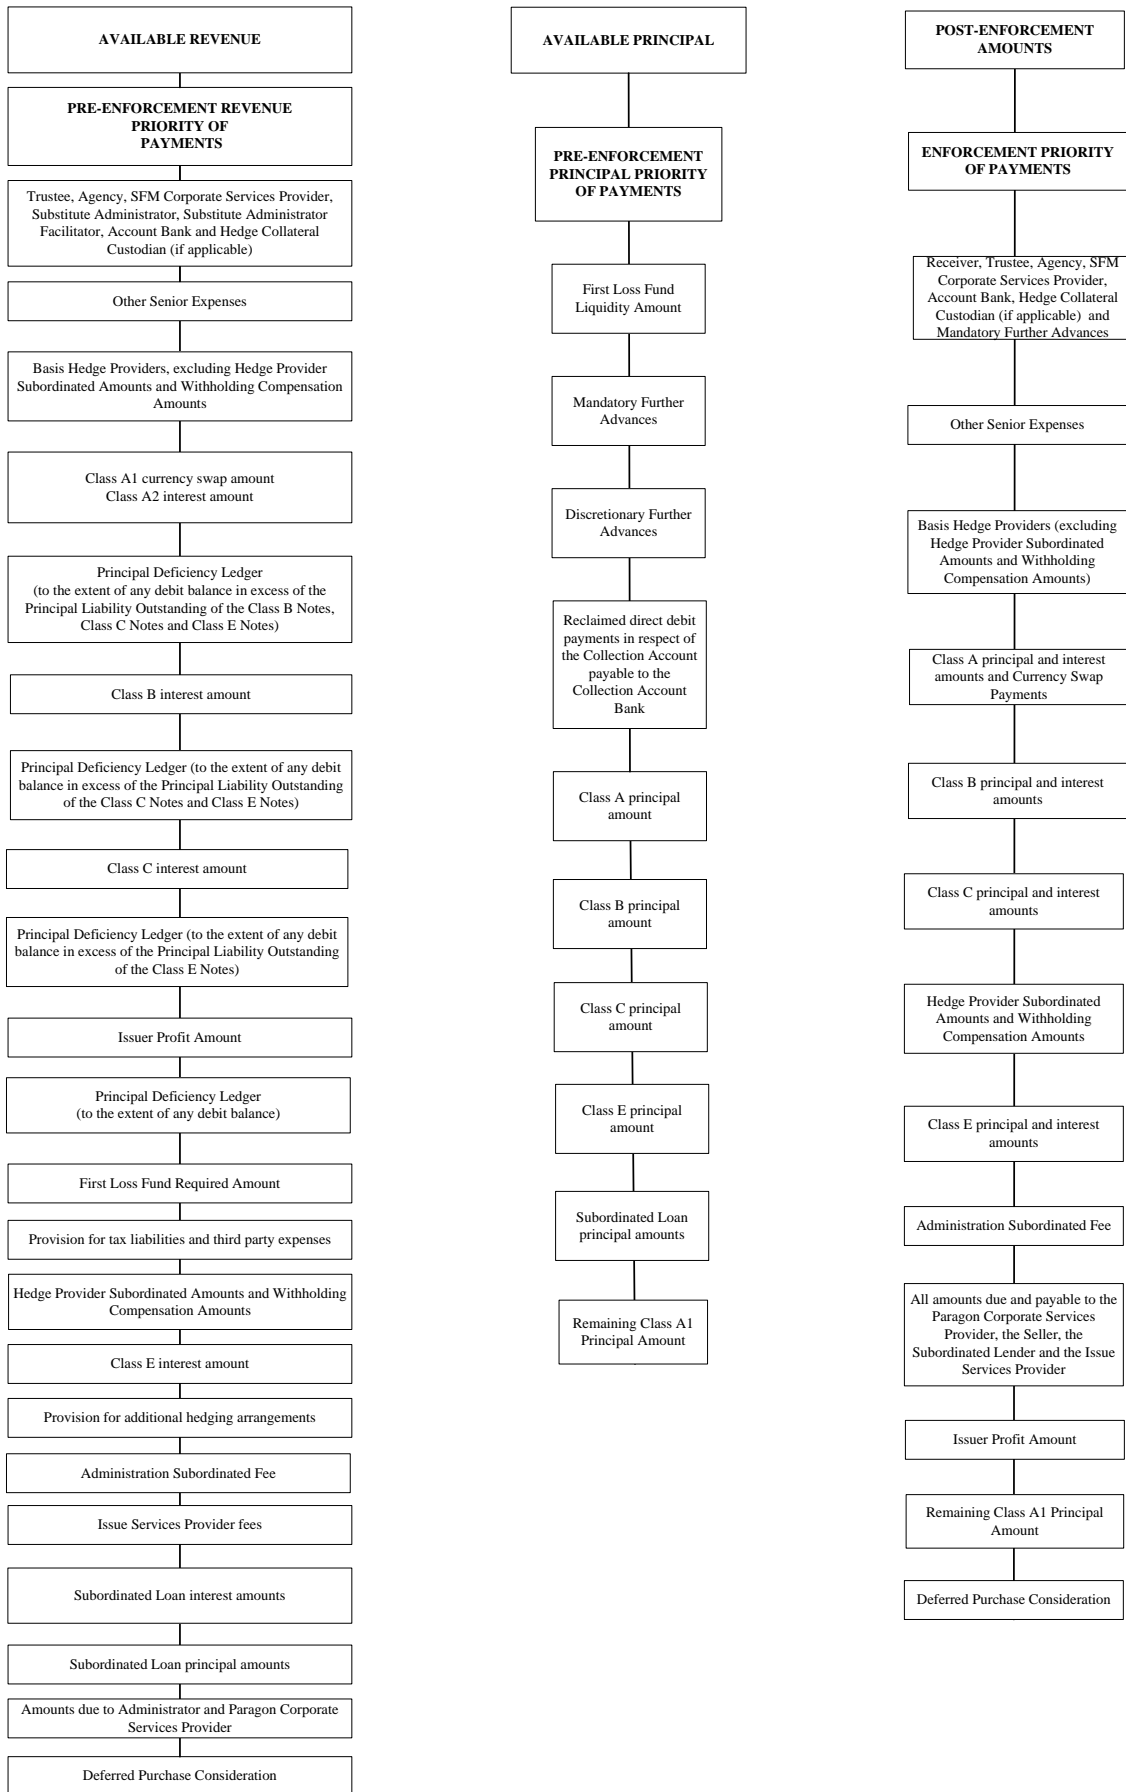 AVAILABLE REVENUE
PRE-ENFORCEMENT REVENUE
PRIORITY OF
PAYMENTS
Trustee, Agency, SFM Corporate Services Provider,
Substitute Administrator, Substitute Administrator
Facilitator, Account Bank and Hedge Collateral
Custodian (if applicable)
Other Senior Expenses
Basis Hedge Providers, excluding Hedge Provider
Subordinated Amounts and Withholding Compensation
Amounts
Class A1 currency swap amount
Class A2 interest amount
Principal Deficiency Ledger
(to the extent of any debit balance in excess of the
Principal Liability Outstanding of the Class B Notes,
Class C Notes and Class E Notes)
Class B interest amount
Principal Deficiency Ledger (to the extent of any debit
balance in excess of the Principal Liability Outstanding
of the Class C Notes and Class E Notes)
Class C interest amount
Principal Deficiency Ledger (to the extent of any debit
balance in excess of the Principal Liability Outstanding
of the Class E Notes)
Issuer Profit Amount
Principal Deficiency Ledger
(to the extent of any debit balance)
First Loss Fund Required Amount
Provision for tax liabilities and third party expenses
Hedge Provider Subordinated Amounts and Withholding
Compensation Amounts
Class E interest amount
Provision for additional hedging arrangements
Administration Subordinated Fee
Issue Services Provider fees
Subordinated Loan interest amounts
Subordinated Loan principal amounts
Amounts due to Administrator and Paragon Corporate
Services Provider
Deferred Purchase Consideration
AVAILABLE PRINCIPAL
PRE-ENFORCEMENT
PRINCIPAL PRIORITY
OF PAYMENTS
First Loss Fund
Liquidity Amount
Mandatory Further
Advances
Discretionary Further
Advances
Reclaimed direct debit
payments in respect of
the Collection Account
payable to the
Collection Account
Bank
Class A principal
amount
Class B principal
amount
Class C principal
amount
Class E principal
amount
Subordinated Loan
principal amounts
Remaining Class A1
Principal Amount
POST-ENFORCEMENT
AMOUNTS
ENFORCEMENT PRIORITY
OF PAYMENTS
Receiver, Trustee, Agency, SFM
Corporate Services Provider,
Account Bank, Hedge Collateral
Custodian (if applicable) and
Mandatory Further Advances
Other Senior Expenses
Basis Hedge Providers (excluding
Hedge Provider Subordinated
Amounts and Withholding
Compensation Amounts)
Class A principal and interest
amounts and Currency Swap
Payments
Class B principal and interest
amounts
Class C principal and interest
amounts
Hedge Provider Subordinated
Amounts and Withholding
Compensation Amounts
Class E principal and interest
amounts
Administration Subordinated Fee
All amounts due and payable to the
Paragon Corporate Services
Provider, the Seller, the
Subordinated Lender and the Issue
Services Provider
Issuer Profit Amount
Remaining Class A1 Principal
Amount
Deferred Purchase Consideration